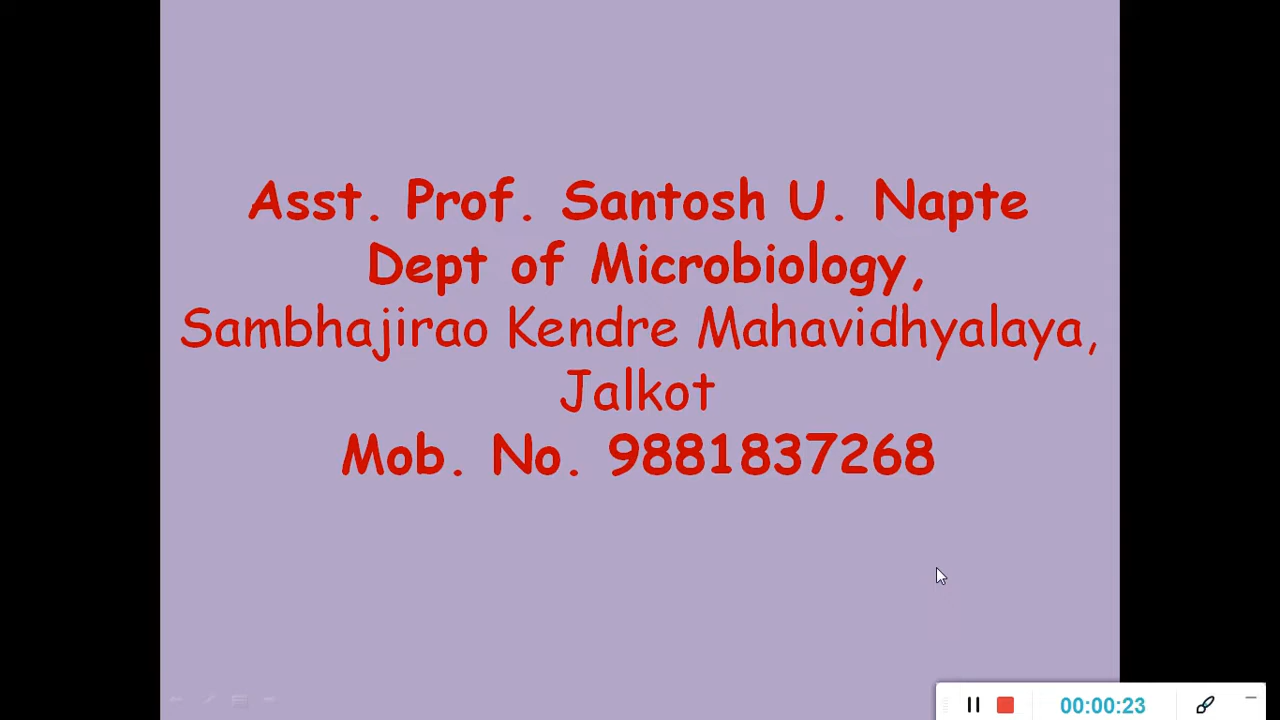 Asst. Prof. Santosh U. Napte
Dept of Microbiology,
Sambhajirao Kendre Mahavidhyalaya,
Jalkot
Mob. No. 9881837268
00:00:23